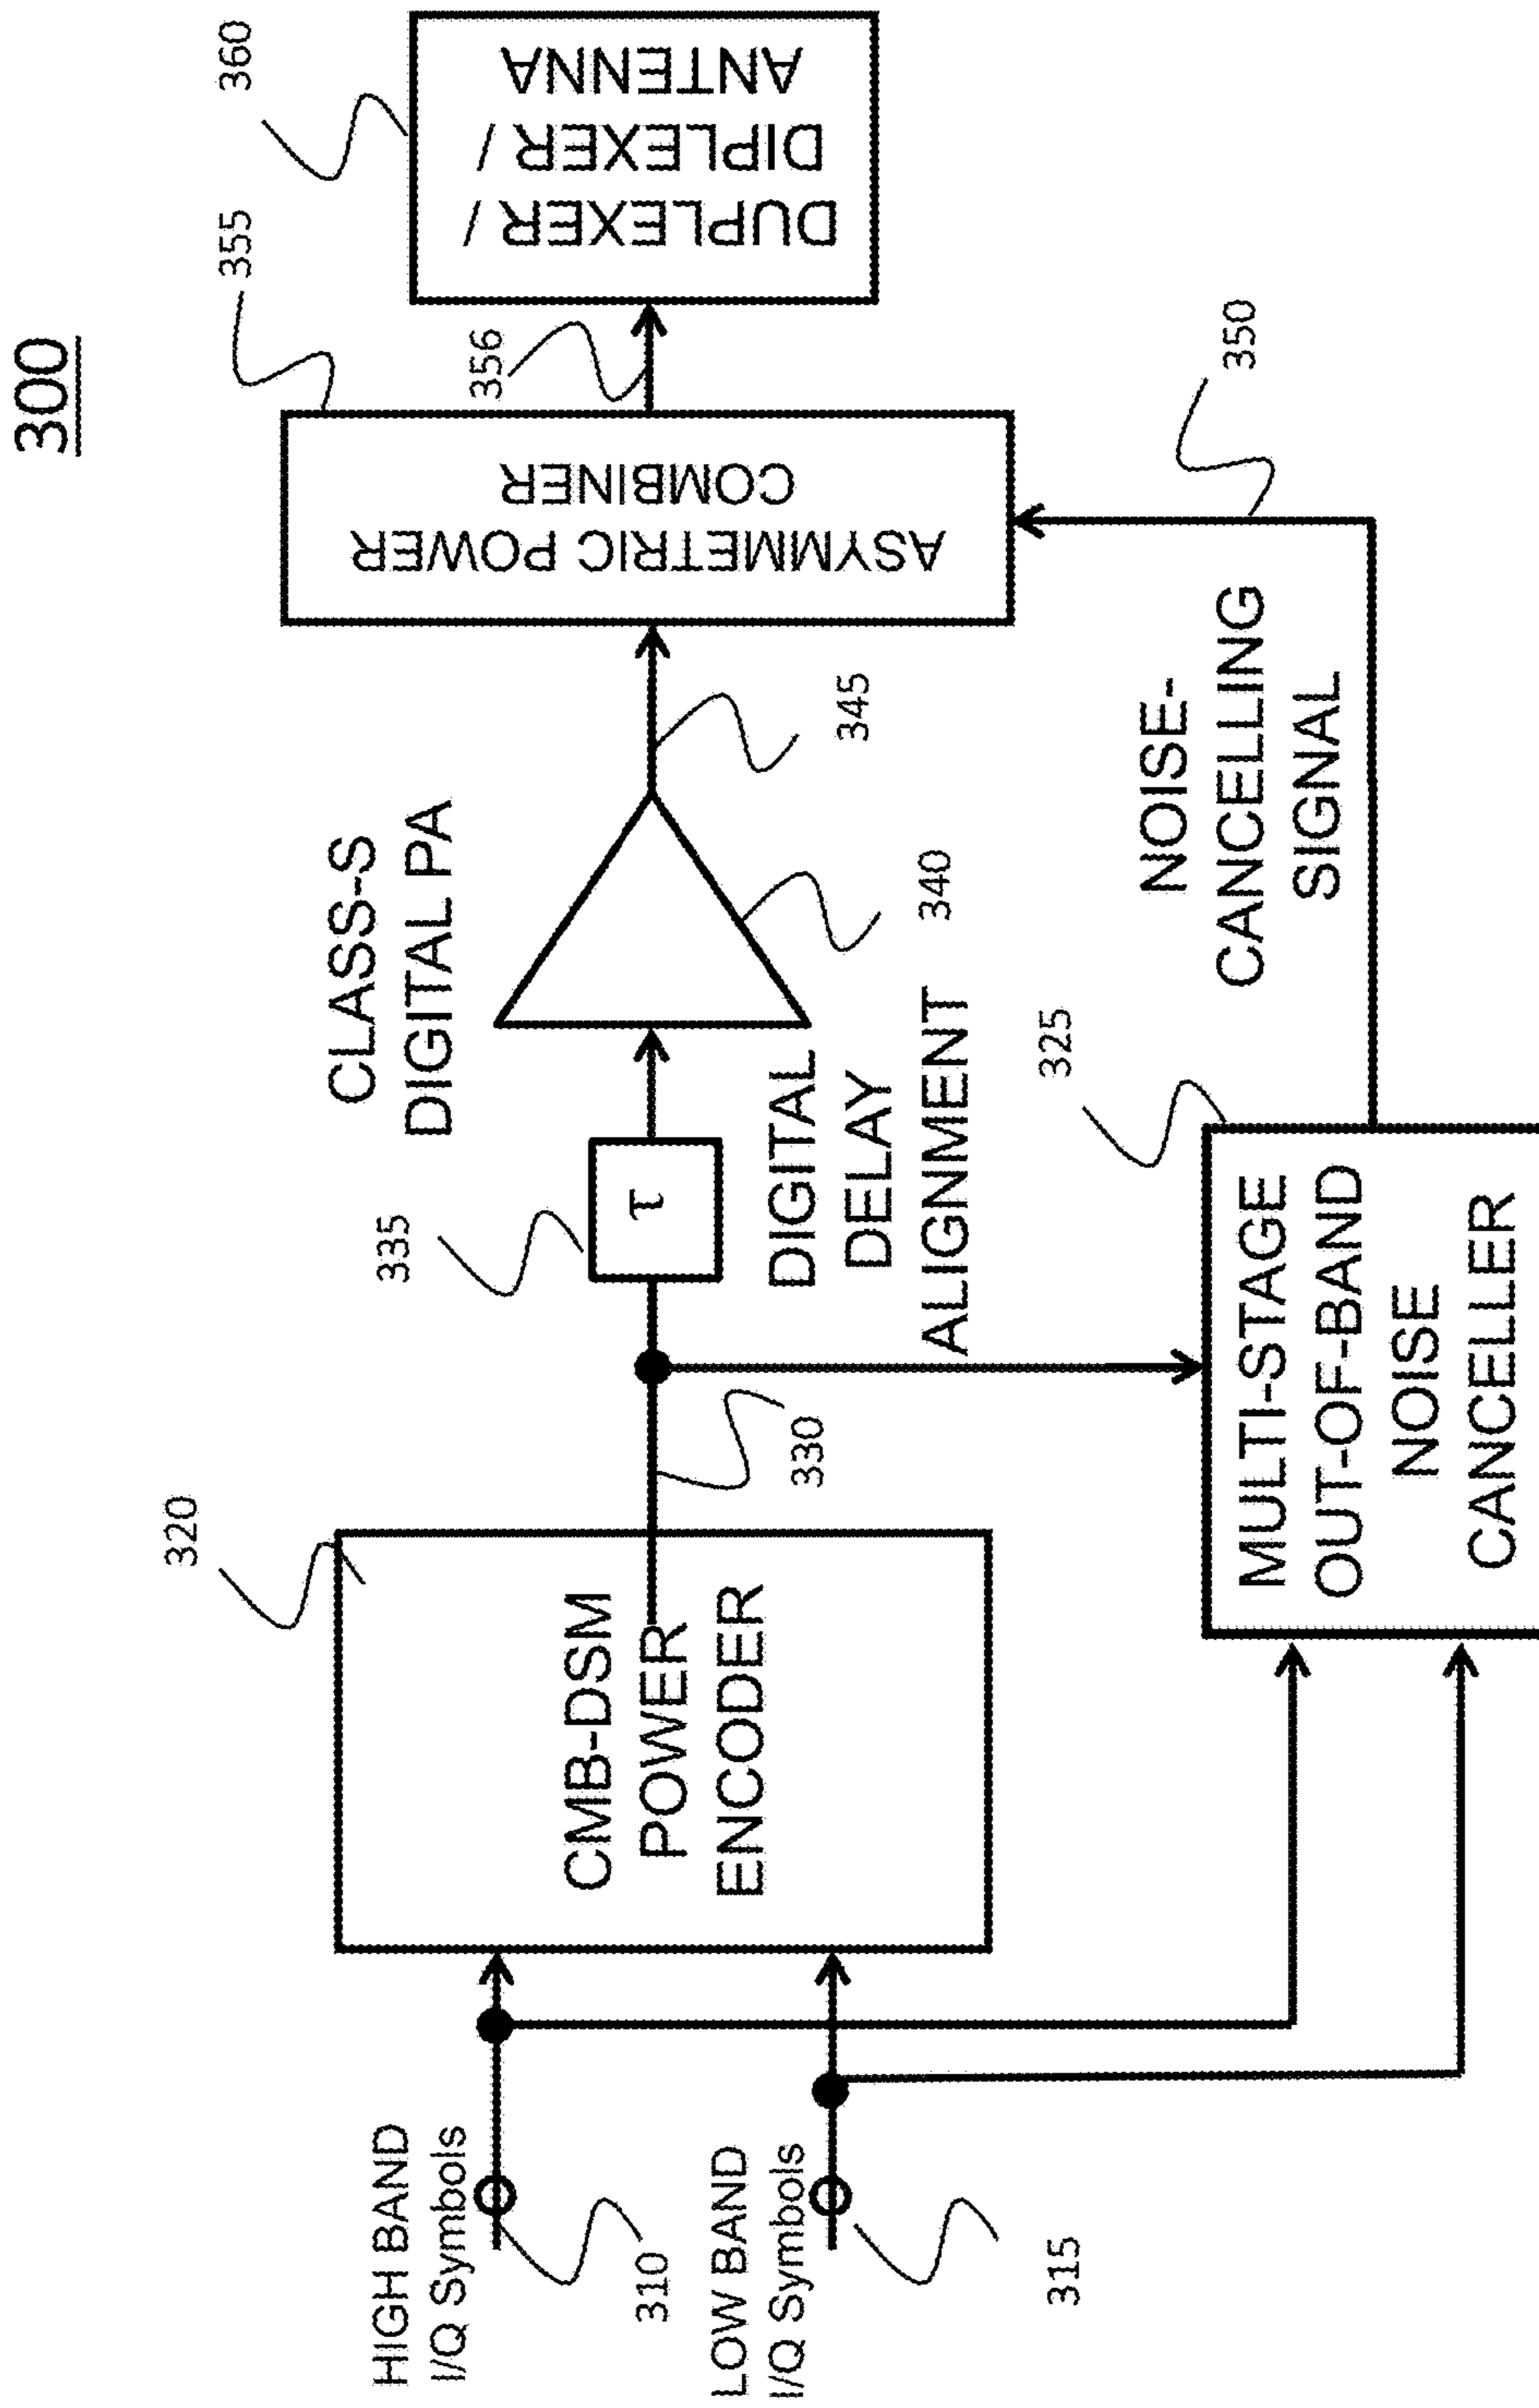 300
HIGH BAND
I/Q Symbols
310
LOW BAND
I/Q Symbols
315
320
CMB-DSM
POWER
ENCODER
330
335
τ
DIGITAL
DELAY
ALIGNMENT
CLASS-S
DIGITAL PA
340
345
325
MULTI-STAGE
OUT-OF-BAND
NOISE
CANCELLER
NOISE-
CANCELLING
SIGNAL
350
355
ASYMMETRIC POWER
COMBINER
356
360
DUPLEXER /
DIPLEXER /
ANTENNA